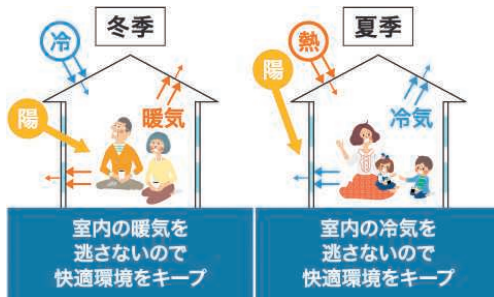 冬季
冷
陽
暖気
室内の暖気を
逃さないので
快適環境をキープ
夏季
熱
陽
冷気
室内の冷気を
逃さないので
快適環境をキープ